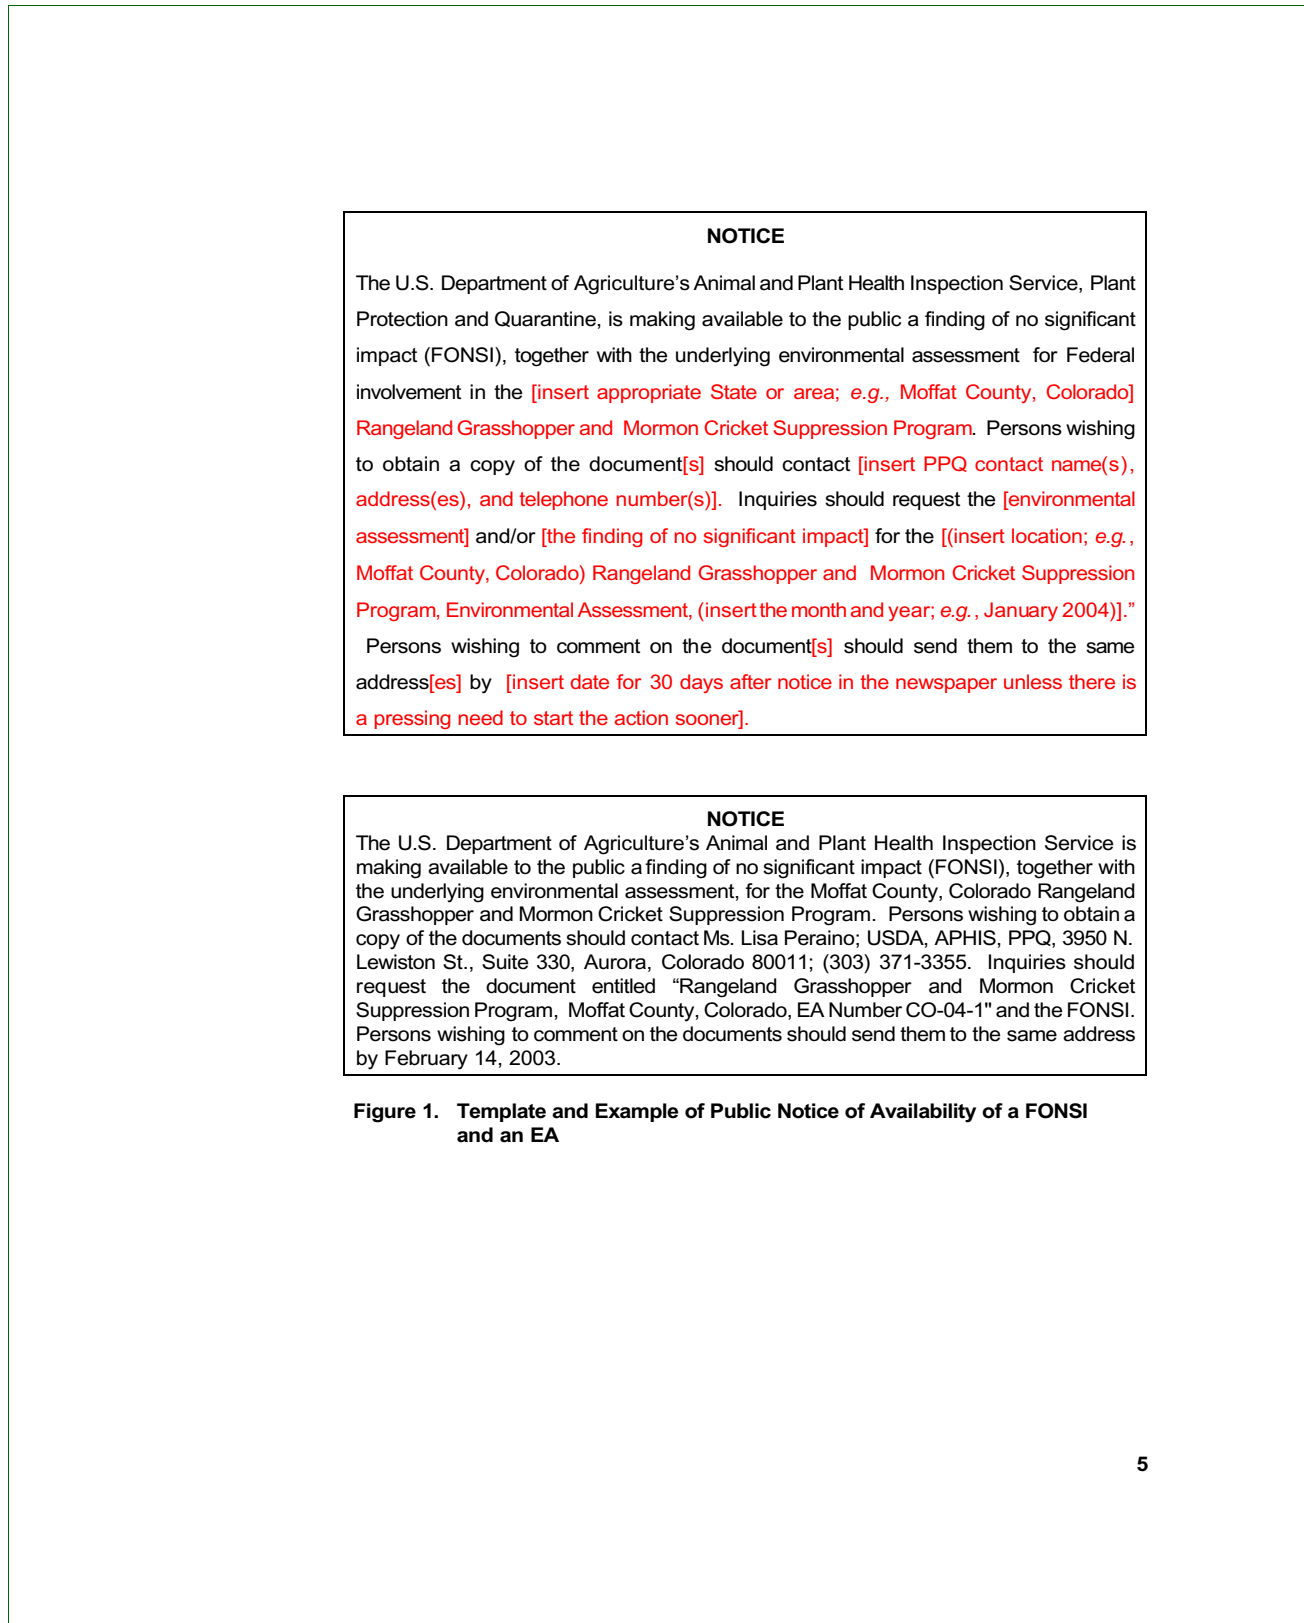 NOTICE
The U.S. Department of Agriculture’s Animal and Plant Health Inspection Service, Plant
Protection and Quarantine, is making available to the public a finding of no significant
impact (FONSI), together with the underlying environmental assessment for Federal
involvement in the [insert appropriate State or area; e.g., Moffat County, Colorado]
Rangeland Grasshopper and Mormon Cricket Suppression Program. Persons wishing
to obtain a copy of the document[s] should contact [insert PPQ contact name(s),
address(es), and telephone number(s)]. Inquiries should request the [environmental
assessment] and/or [the finding of no significant impact] for the [(insert location; e.g.,
Moffat County, Colorado) Rangeland Grasshopper and Mormon Cricket Suppression
Program, Environmental Assessment, (insert the month and year; e.g., January 2004)].”
Persons wishing to comment on the document[s] should send them to the same
address[es] by [insert date for 30 days after notice in the newspaper unless there is
a pressing need to start the action sooner].
NOTICE
The U.S. Department of Agriculture’s Animal and Plant Health Inspection Service is
making available to the public a finding of no significant impact (FONSI), together with
the underlying environmental assessment, for the Moffat County, Colorado Rangeland
Grasshopper and Mormon Cricket Suppression Program. Persons wishing to obtain a
copy of the documents should contact Ms. Lisa Peraino; USDA, APHIS, PPQ, 3950 N.
Lewiston St., Suite 330, Aurora, Colorado 80011; (303) 371-3355. Inquiries should
request the document entitled “Rangeland Grasshopper and Mormon Cricket
Suppression Program, Moffat County, Colorado, EA Number CO-04-1" and the FONSI.
Persons wishing to comment on the documents should send them to the same address
by February 14, 2003.
Figure 1. Template and Example of Public Notice of Availability of a FONSI
and an EA
5